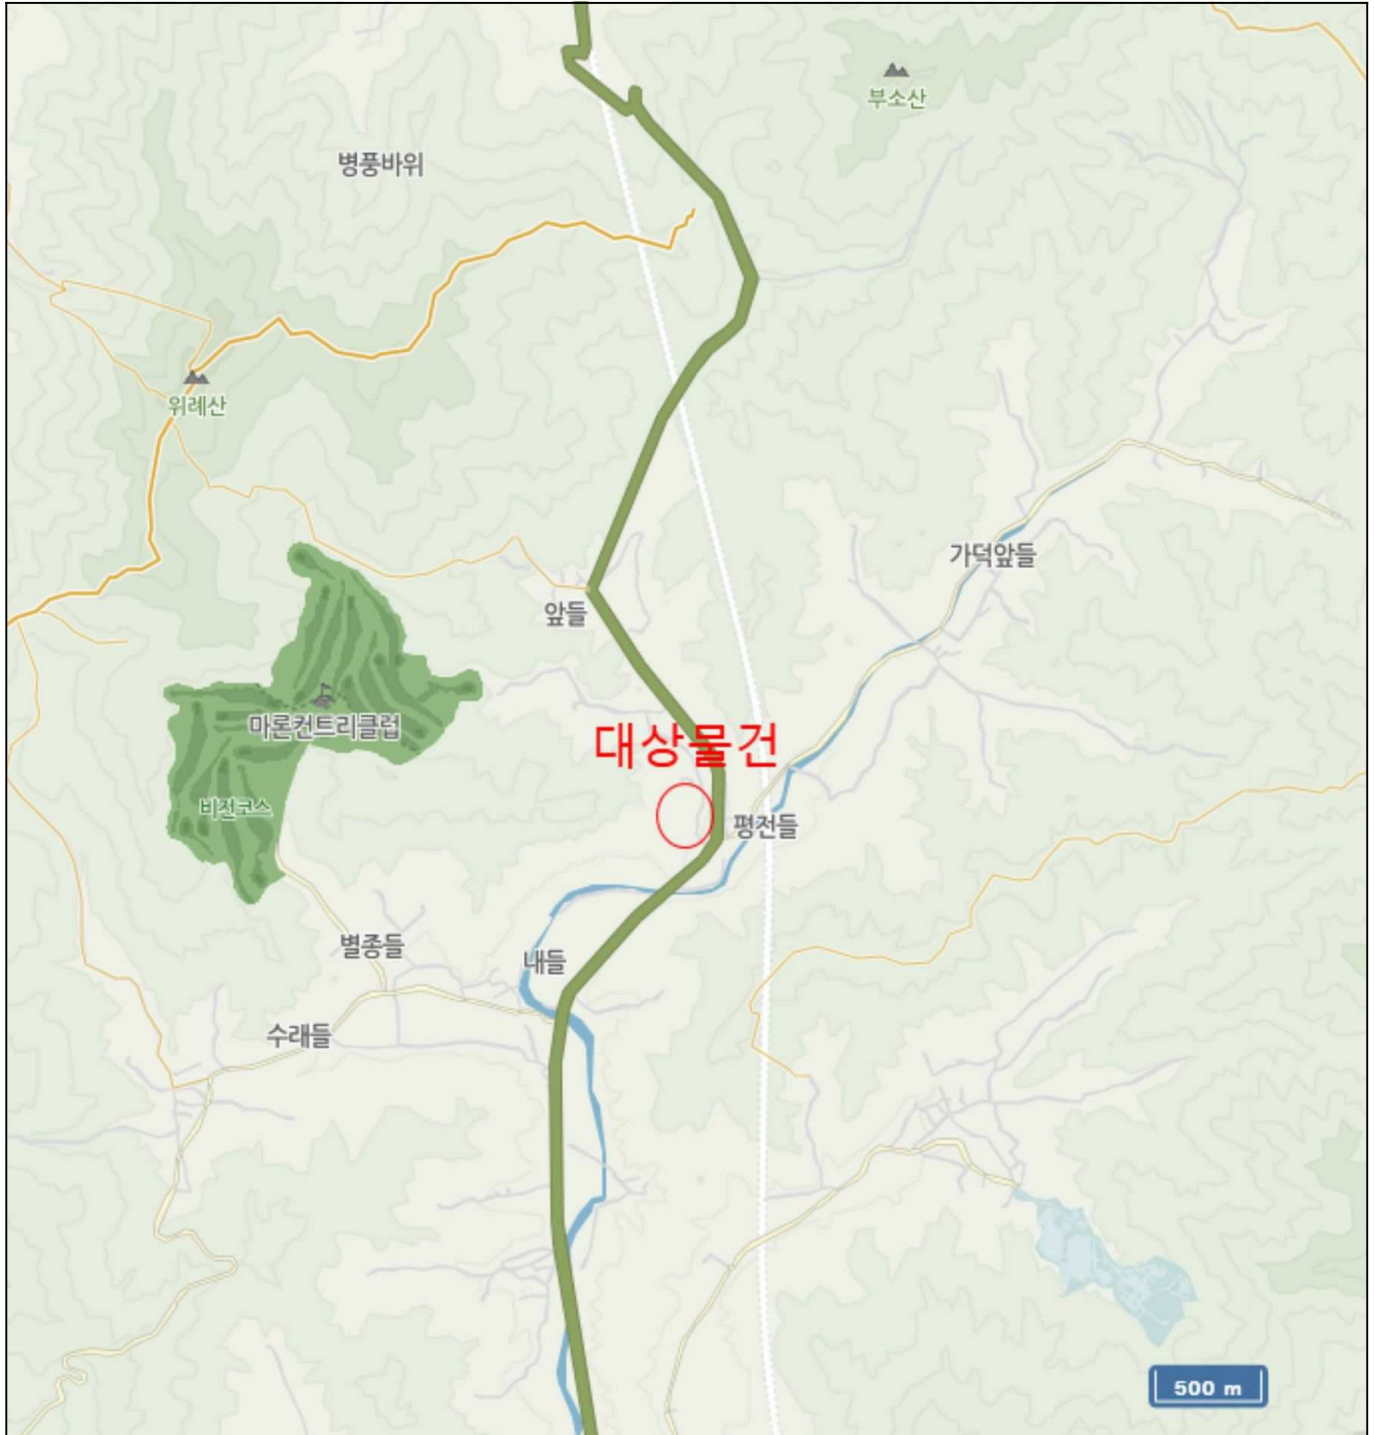 부소산
병풍바위
위례산
가덕앞들
앞들
마론컨트리클럽
대상물건
비전코스
평전들
별종들
내들
수래들
500 m